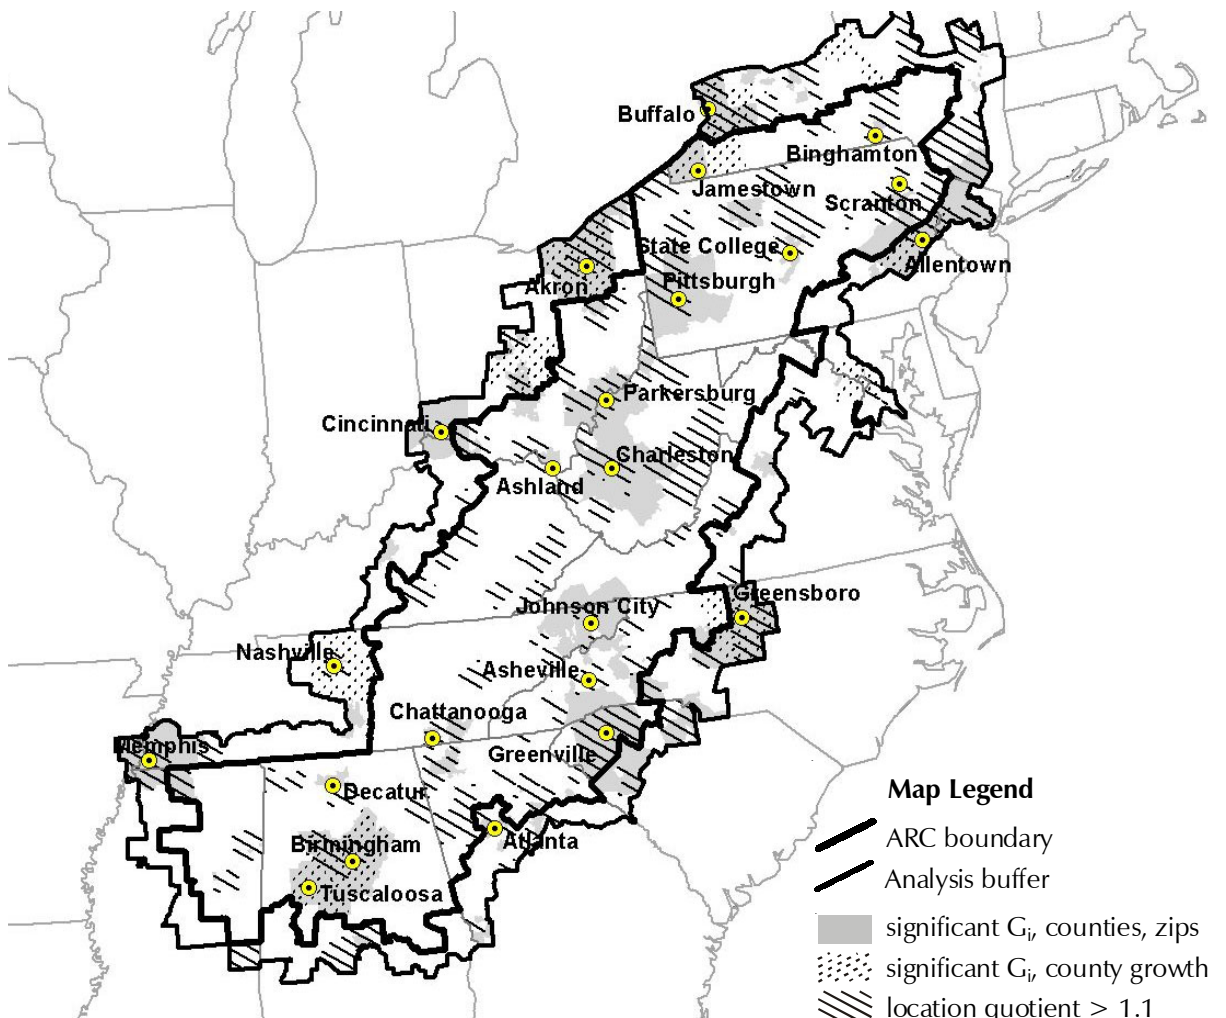 Buffalo
Binghamton
Jamestown
Scranton
State College
Allentown
Akron
Pittsburgh
Parkersburg
Cincinnati
Charleston
Ashland
Johnson City
Greensboro
Nashville
Asheville
Chattanooga
Memphis
Greenville
Decatur
Birmingham
Atlanta
Tuscaloosa
Map Legend
ARC boundary
Analysis buffer
significant Gi, counties, zips
significant Gi, county growth
location quotient > 1.1